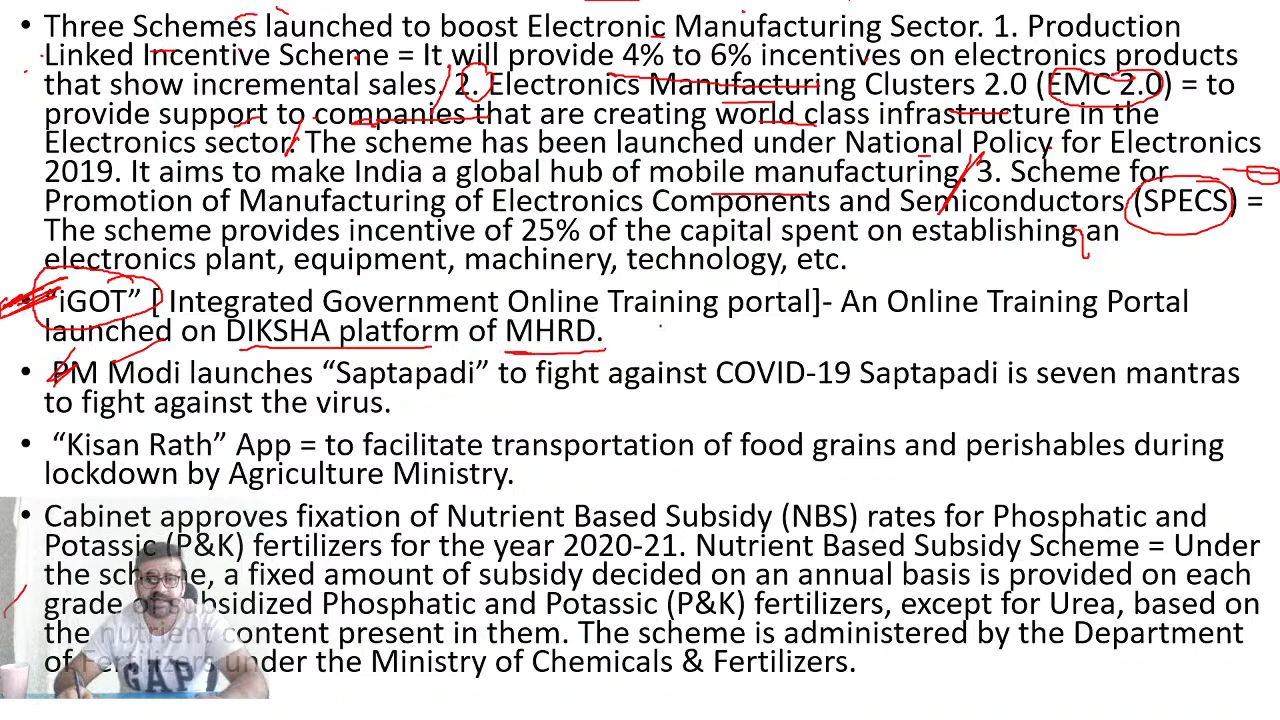 • Three Schemes launched to boost Electronic Manufacturing Sector. 1. Production
Linked Incentive Scheme = It will provide 4% to 6% incentives on electronics products
that show incremental sales. 2. Electronics Manufacturing Clusters 2.0 (EMC 2.0) = to
provide support to companies that are creating world class infrastructure in the
Electronics sector. The scheme has been launched under National Policy for Electronics
2019. It aims to make India a global hub of mobile manufacturing. 3. Scheme for
Promotion of Manufacturing of Electronics Components and Semiconductors (SPECS) =
The scheme provides incentive of 25% of the capital spent on establishing an
electronics plant, equipment, machinery, technology, etc.
• “iGOT” [ Integrated Government Online Training portal]- An Online Training Portal
launched on DIKSHA platform of MHRD.
• PM Modi launches “Saptapadi” to fight against COVID-19 Saptapadi is seven mantras
to fight against the virus.
• “Kisan Rath” App = to facilitate transportation of food grains and perishables during
lockdown by Agriculture Ministry.
• Cabinet approves fixation of Nutrient Based Subsidy (NBS) rates for Phosphatic and
Potassic (P&K) fertilizers for the year 2020-21. Nutrient Based Subsidy Scheme = Under
the scheme, a fixed amount of subsidy decided on an annual basis is provided on each
grade of subsidized Phosphatic and Potassic (P&K) fertilizers, except for Urea, based on
the nutrient content present in them. The scheme is administered by the Department
of Fertilizers under the Ministry of Chemicals & Fertilizers.
GAP